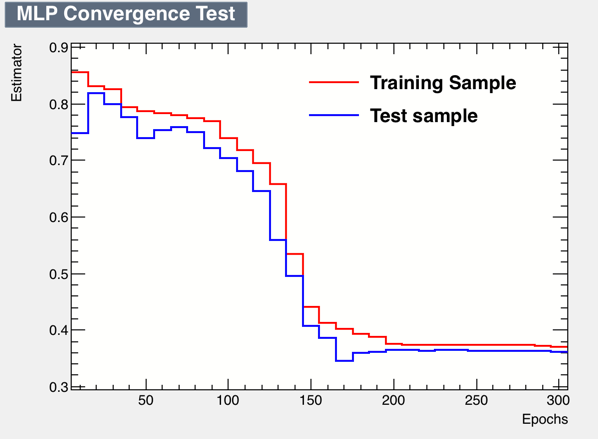 MLP Convergence Test
Estimator
0.9
0.8
0.7
0.6
0.5
0.4
0.3
Training Sample
Test sample
50 100 150 200 250 300
Epochs